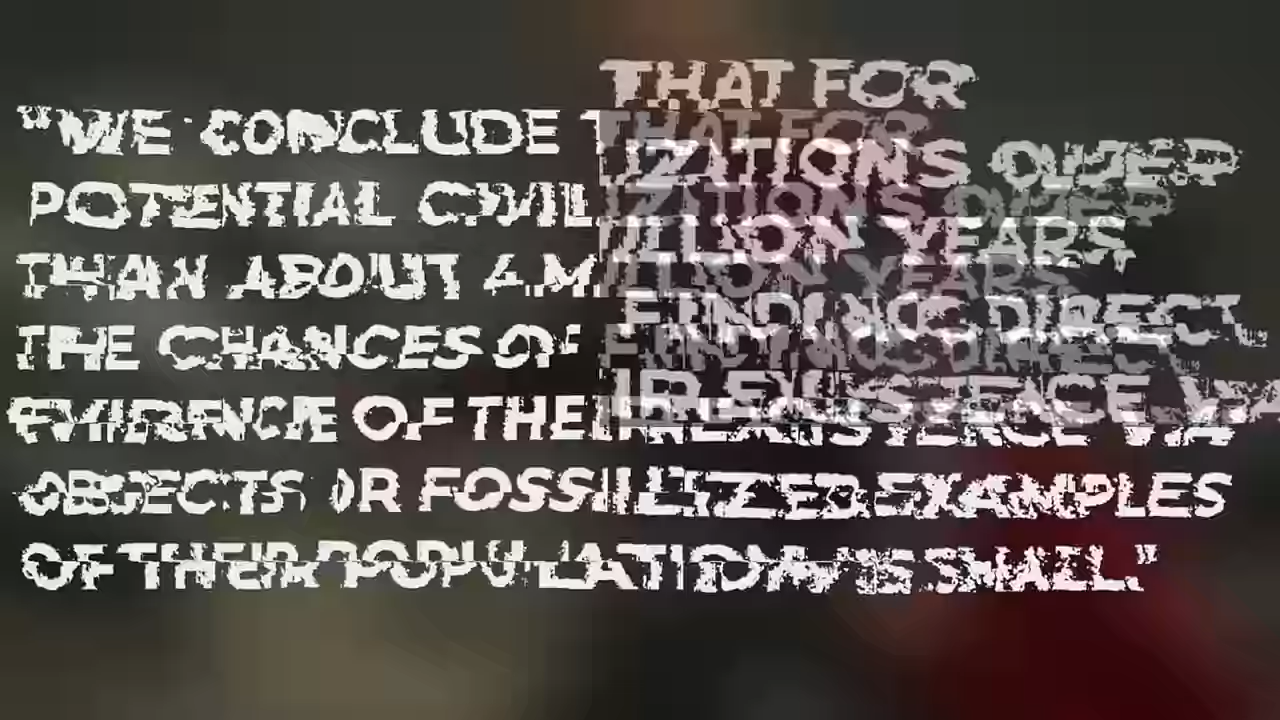 "WE CONCLUDE THAT FOR
POTENTIAL CIVILIZATIONS OLDER
THAN ABOUT 4 MILLION YEARS
THE CHANCES OF FINDING DIRECT
EVIDENCE OF THEIR EXISTENCE VIA
OBJECTS OR FOSSILIZED EXAMPLES
OF THEIR POPULATION IS SMALL."